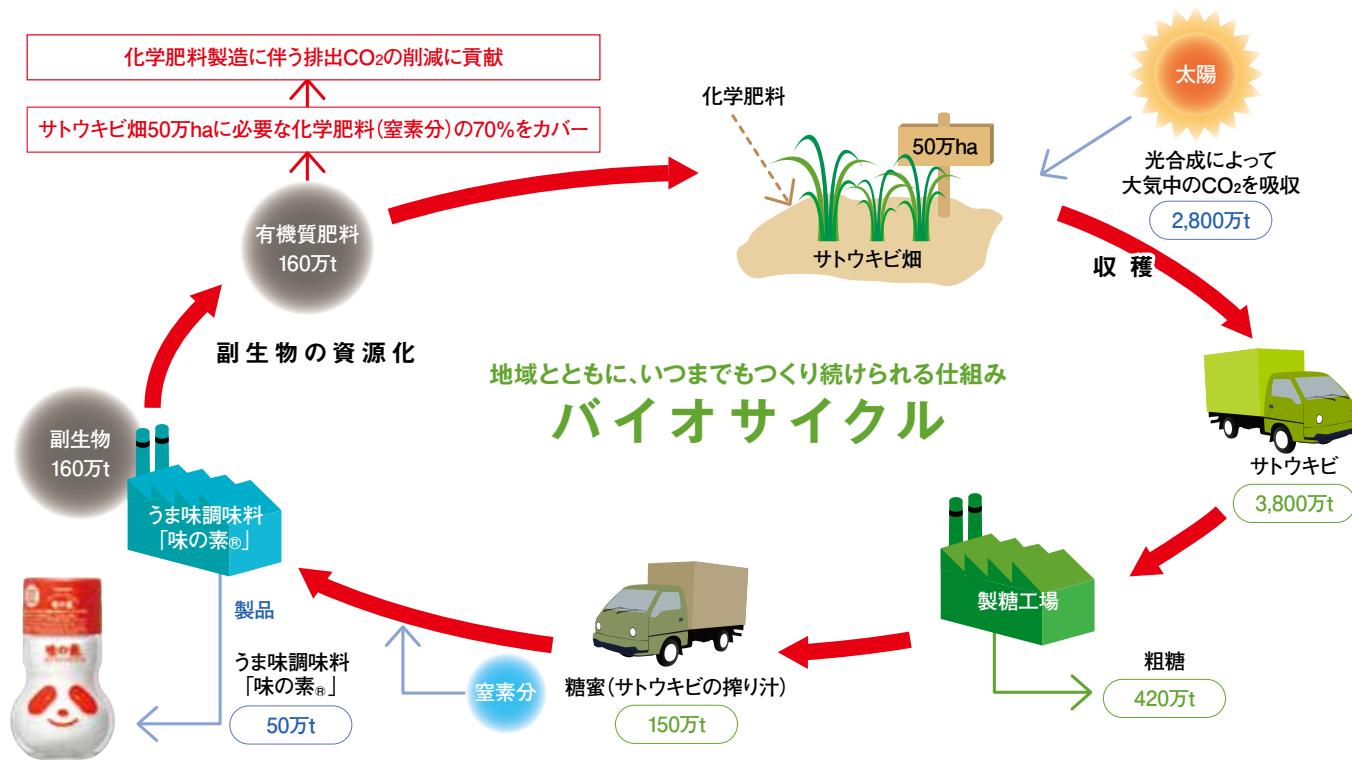 化学肥料製造に伴う排出CO₂の削減に貢献
サトウキビ畑50万haに必要な化学肥料（窒素分）の70％をカバー
有機質肥料
160万t
化学肥料
50万ha
サトウキビ畑
太陽
光合成によって
大気中のCO₂を吸収
2,800万t
収穫
副生物の資源化
地域とともに、いつまでもつくり続けられる仕組み
バイオサイクル
サトウキビ
3,800万t
副生物
160万t
うま味調味料
「味の素®」
製糖工場
粗糖
420万t
糖蜜（サトウキビの搾り汁）
150万t
窒素分
製品
うま味調味料
「味の素®」
50万t
味の素